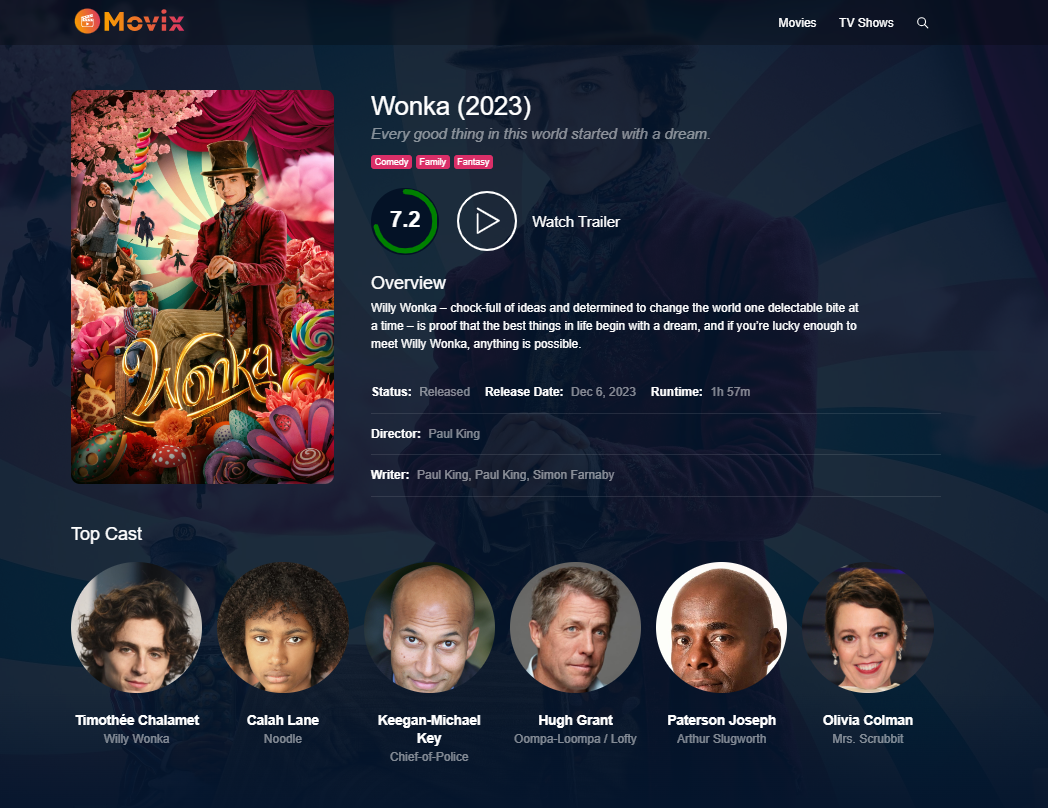 Movix
Movies
TV Shows
Wonka (2023)
Every good thing in this world started with a dream.
Comedy
Family
Fantasy
7.2
Watch Trailer
Wonka
Overview
Willy Wonka – chock-full of ideas and determined to change the world one delectable bite at
a time – is proof that the best things in life begin with a dream, and if you’re lucky enough to
meet Willy Wonka, anything is possible.
Status: Released Release Date: Dec 6, 2023 Runtime: 1h 57m
Director: Paul King
Writer: Paul King, Paul King, Simon Farnaby
Top Cast
Timothée Chalamet
Willy Wonka
Calah Lane
Noodle
Keegan-Michael
Key
Chief-of-Police
Hugh Grant
Oompa-Loompa / Lofty
Paterson Joseph
Arthur Slugworth
Olivia Colman
Mrs. Scrubbit